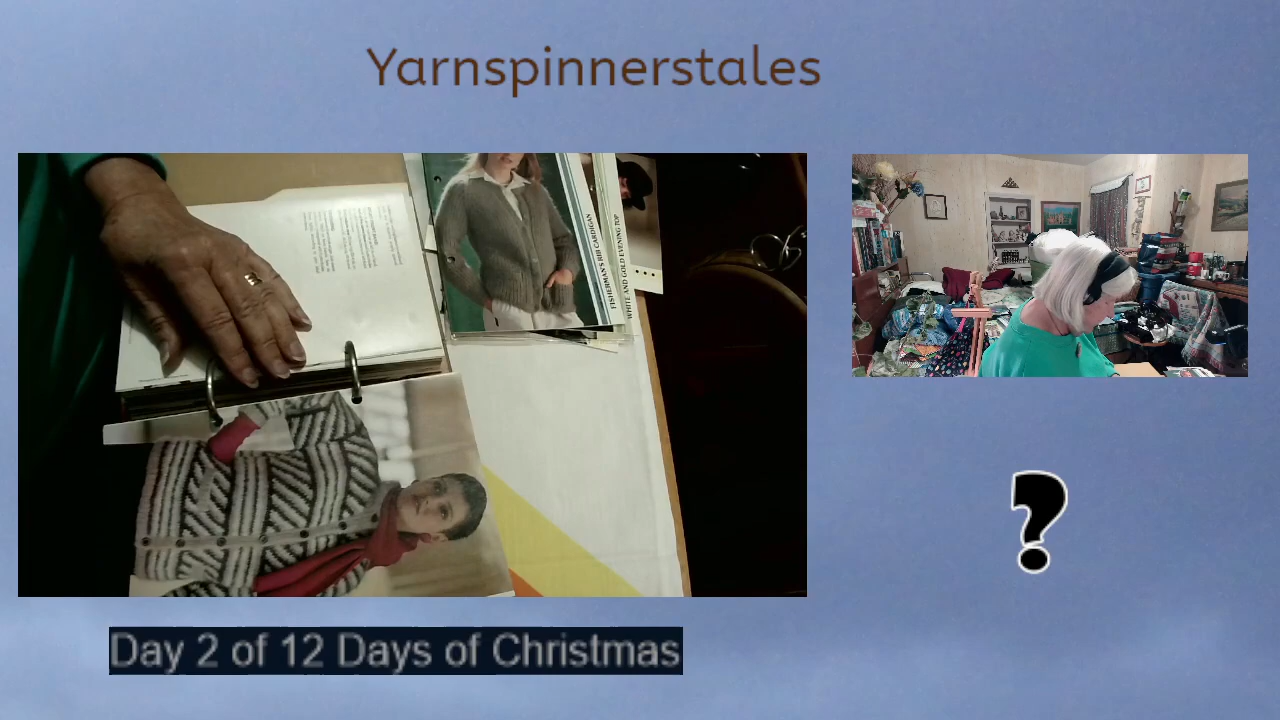 Yarnspinnerstales
FISHERMAN'S RIB CARDIGAN
WHITE AND GOLD EVENING TOP
?
Day 2 of 12 Days of Christmas